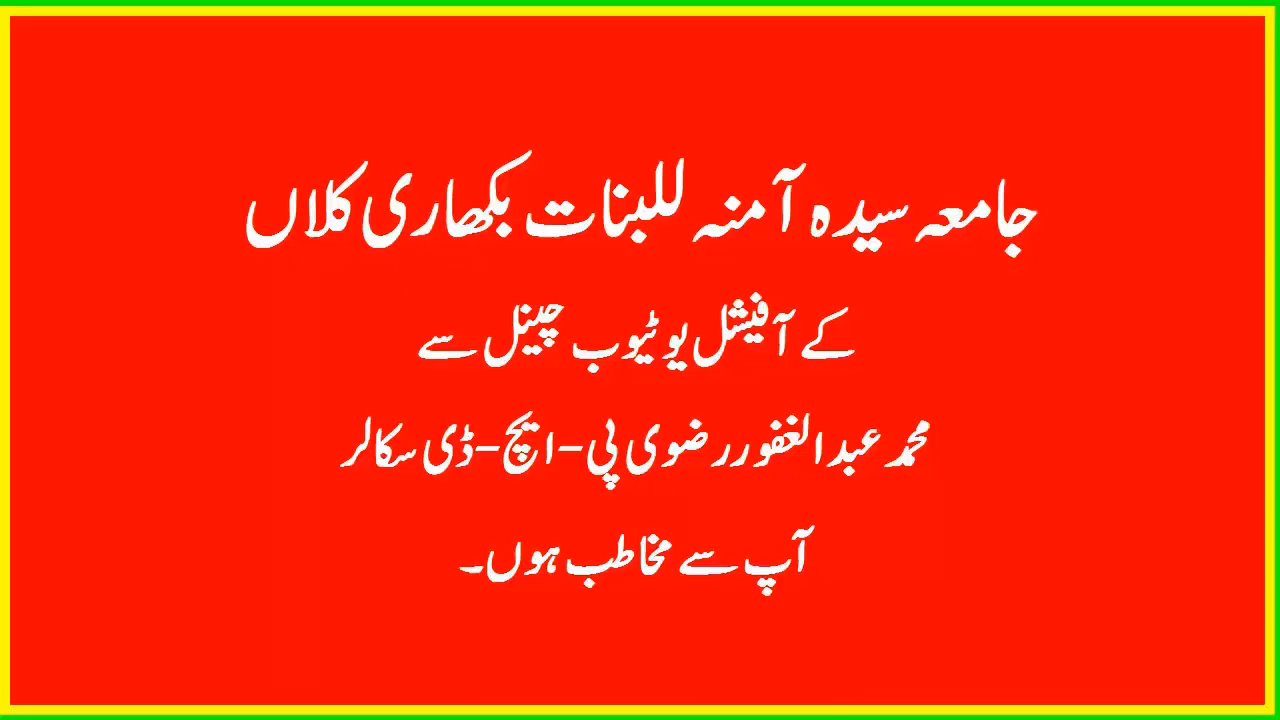 جامعہ سیدہ آمنہ للبنات بکھاری کلاں
کے آفیشل یوٹیوب چینل سے
محمد عبدالغفور رضوی پی-ایچ-ڈی سکالر
آپ سے مخاطب ہوں۔